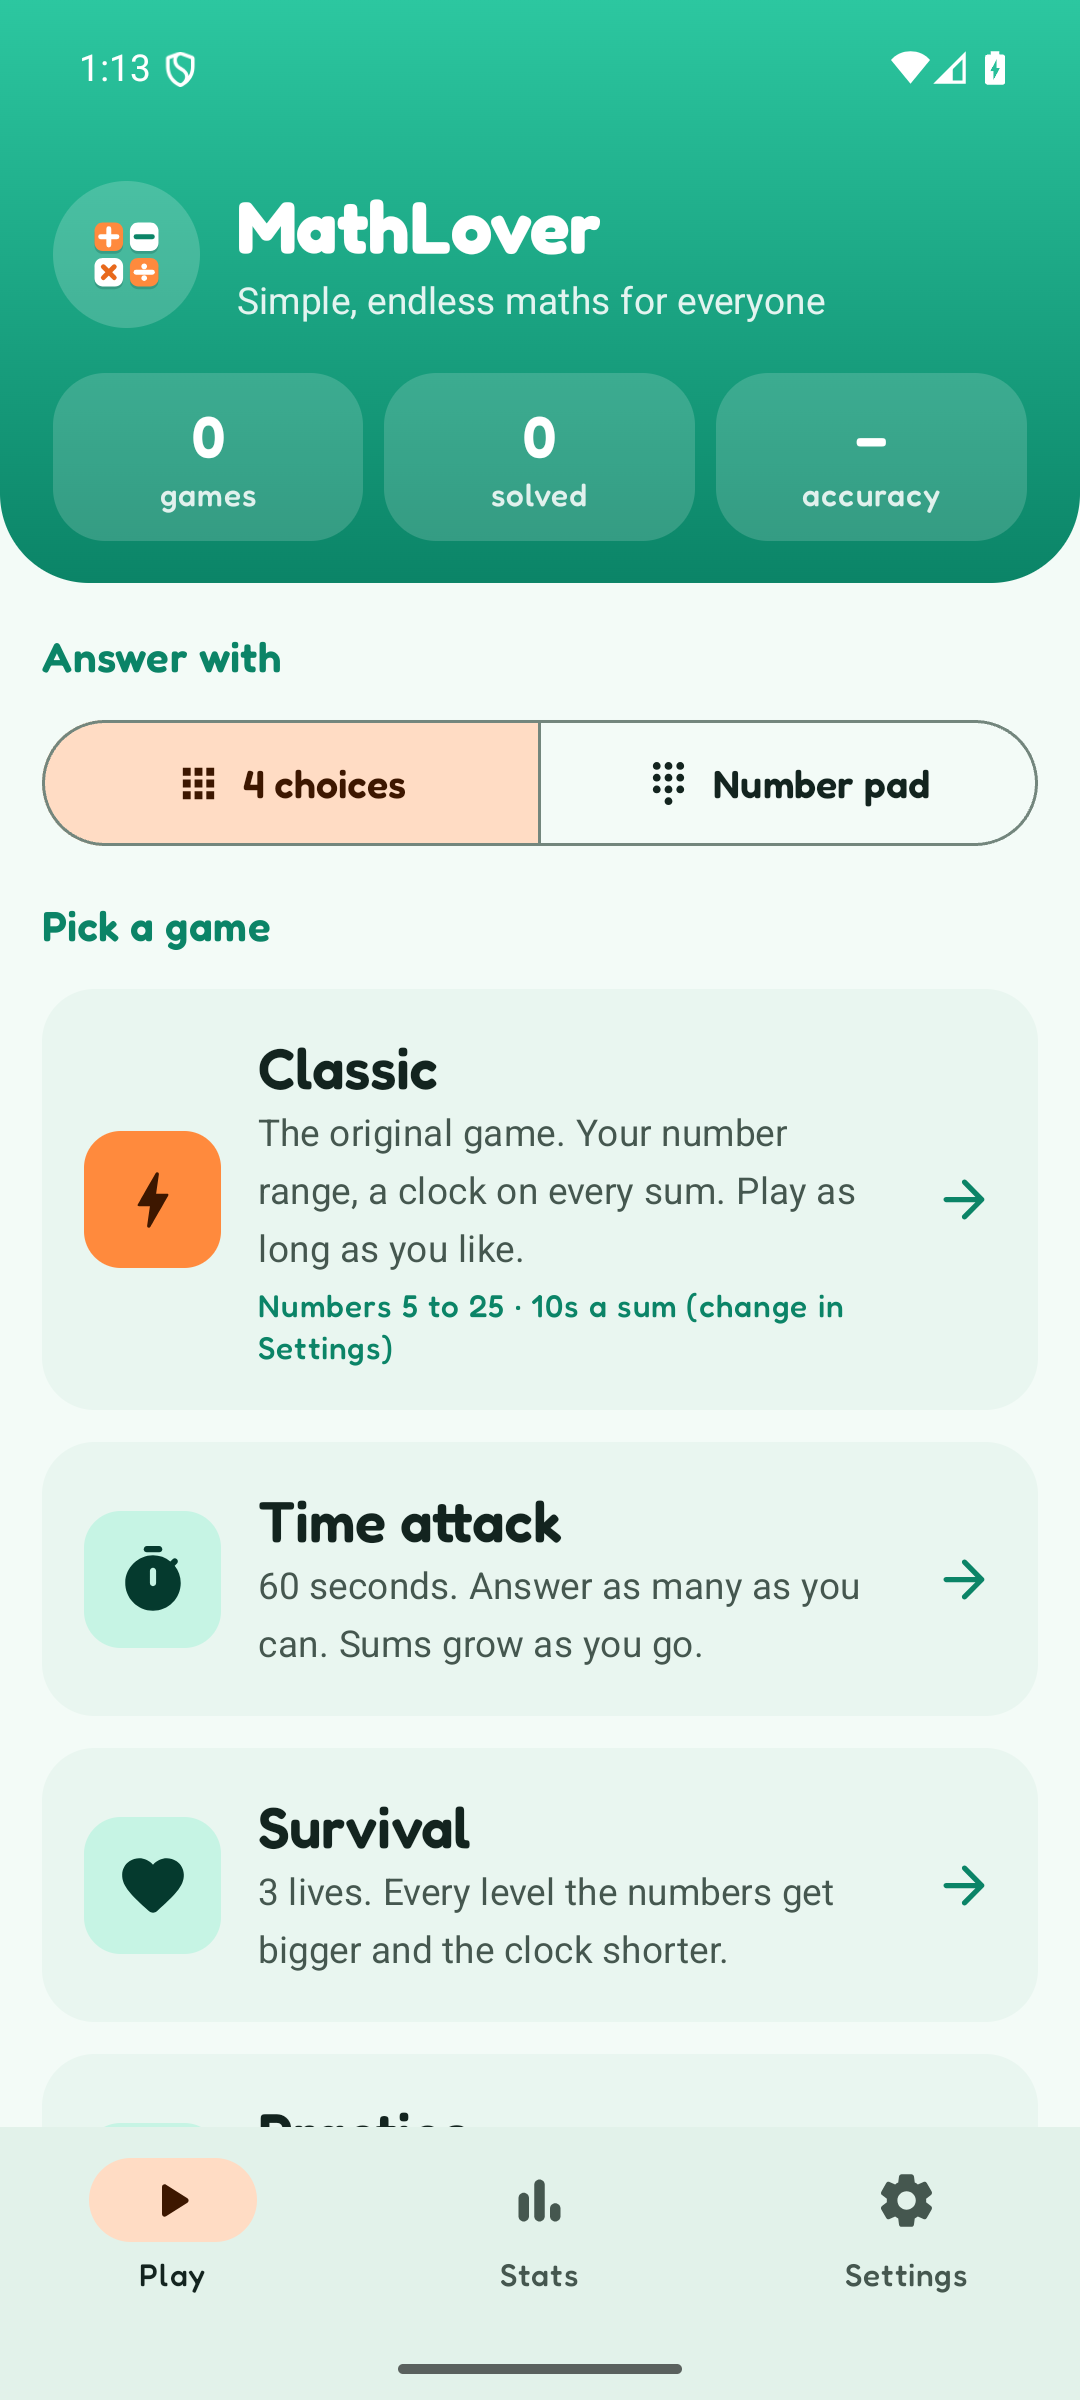 1:13
MathLover
Simple, endless maths for everyone
0
games
0
solved
–
accuracy
Answer with
4 choices
Number pad
Pick a game
Classic
The original game. Your number
range, a clock on every sum. Play as
long as you like.
Numbers 5 to 25 · 10s a sum (change in
Settings)
Time attack
60 seconds. Answer as many as you
can. Sums grow as you go.
Survival
3 lives. Every level the numbers get
bigger and the clock shorter.
Play
Stats
Settings